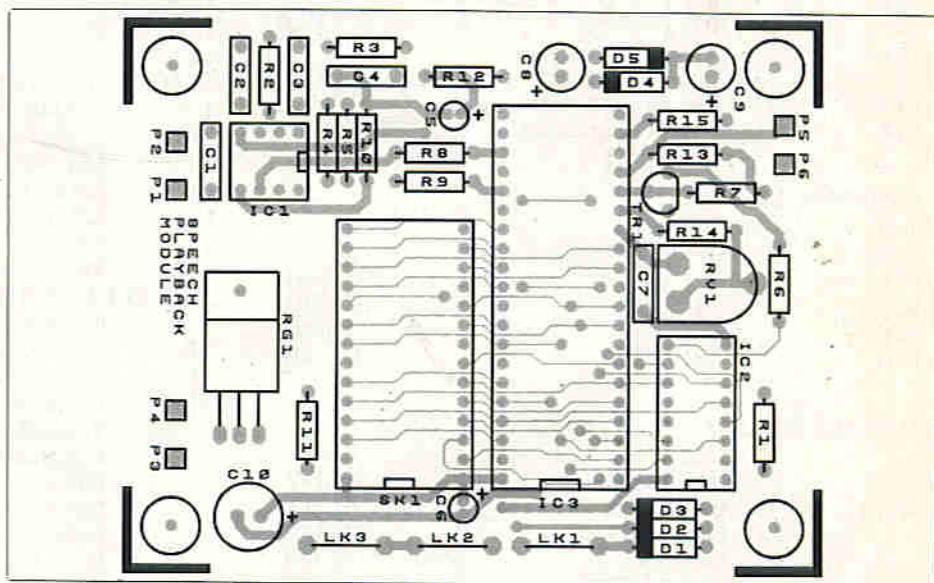 R3
C4
C2
R2
C3
R12
C5
+
C8
+
D5
D4
C9
+
R15
P5
P2
C1
R4
R5
R10
R8
R13
P6
P1
IC1
R9
R7
TR1
R14
SPEECH
PLAYBACK
MODULE
RG1
C7
RV1
R6
IC2
P4
R11
R1
P3
C10
+
SK1
C6
+
IC3
D3
D2
D1
LK3
LK2
LK1